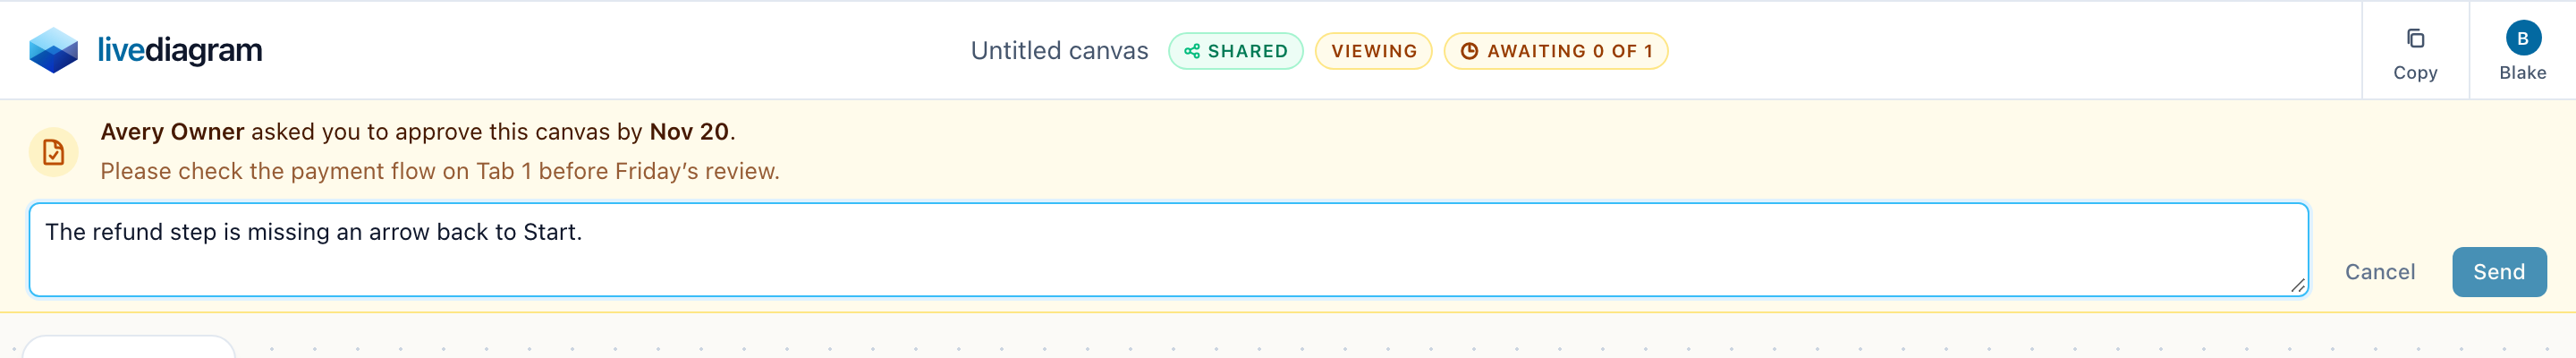 livediagram
Untitled canvas
SHARED
VIEWING
AWAITING 0 OF 1
Copy
B
Blake
Avery Owner asked you to approve this canvas by Nov 20.
Please check the payment flow on Tab 1 before Friday’s review.
The refund step is missing an arrow back to Start.
Cancel
Send